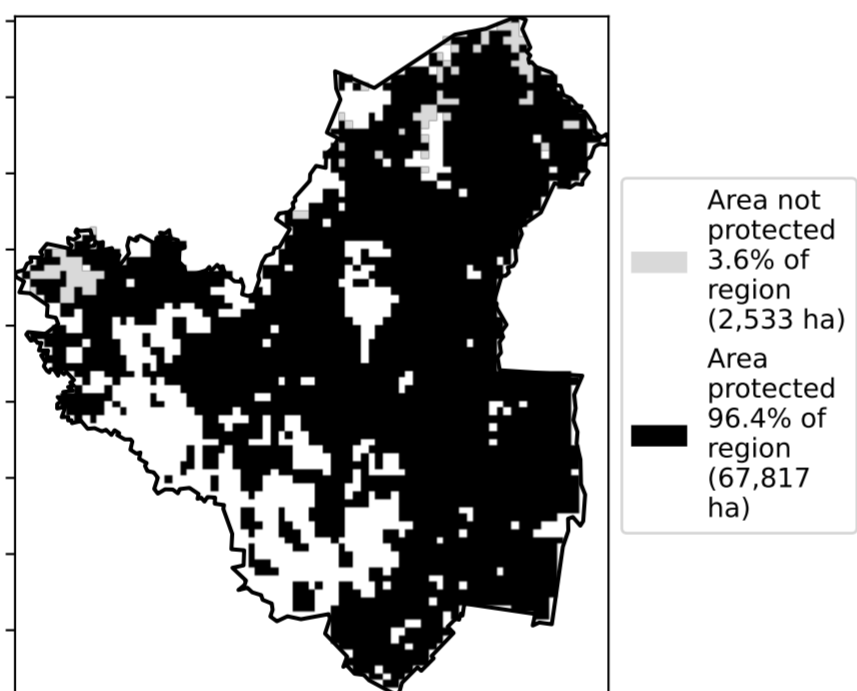 Area not
protected
3.6% of
region
(2,533 ha)
Area
protected
96.4% of
region
(67,817
ha)